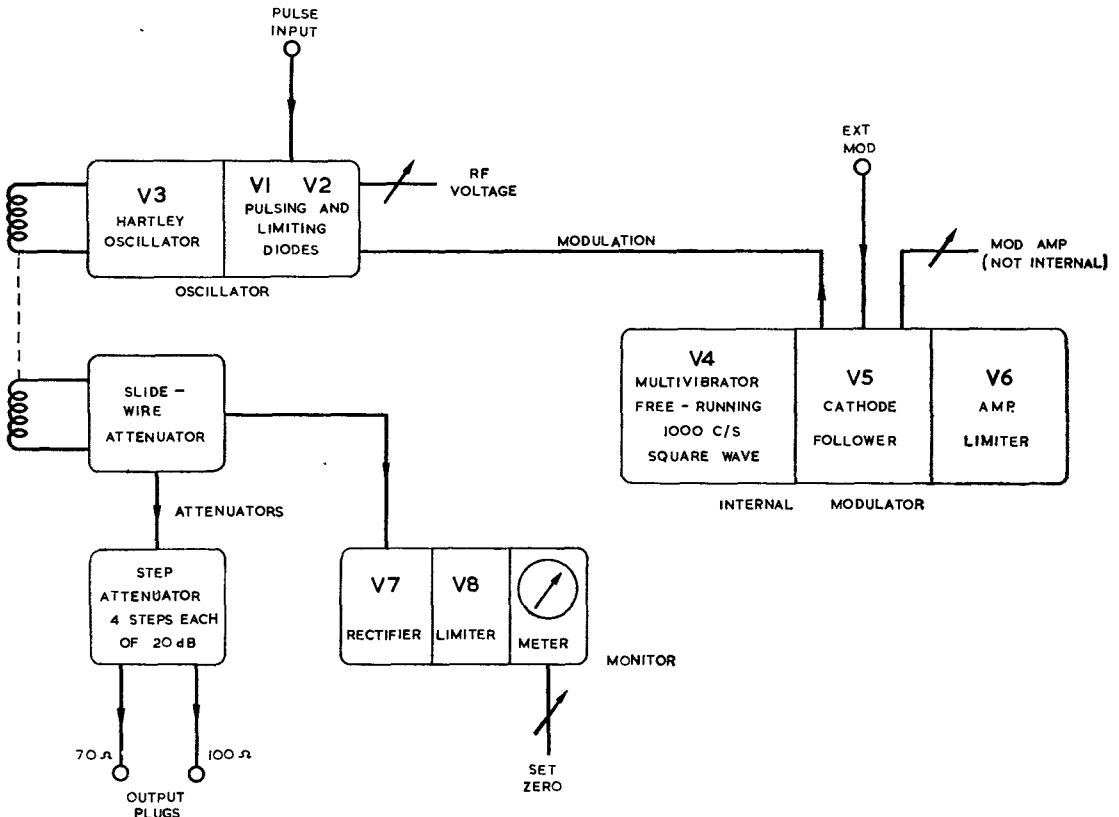 PULSE
INPUT
V3
HARTLEY
OSCILLATOR
V1 V2
PULSING AND
LIMITING
DIODES
OSCILLATOR
RF
VOLTAGE
MODULATION
EXT
MOD
MOD AMP
(NOT INTERNAL)
V4
MULTIVIBRATOR
FREE - RUNNING
1000 C/S
SQUARE WAVE
V5
CATHODE
FOLLOWER
V6
AMP.
LIMITER
INTERNAL MODULATOR
SLIDE -
WIRE
ATTENUATOR
ATTENUATORS
STEP
ATTENUATOR
4 STEPS EACH
OF 20 dB
70 Ω
100 Ω
OUTPUT
PLUGS
V7
RECTIFIER
V8
LIMITER
METER
MONITOR
SET
ZERO